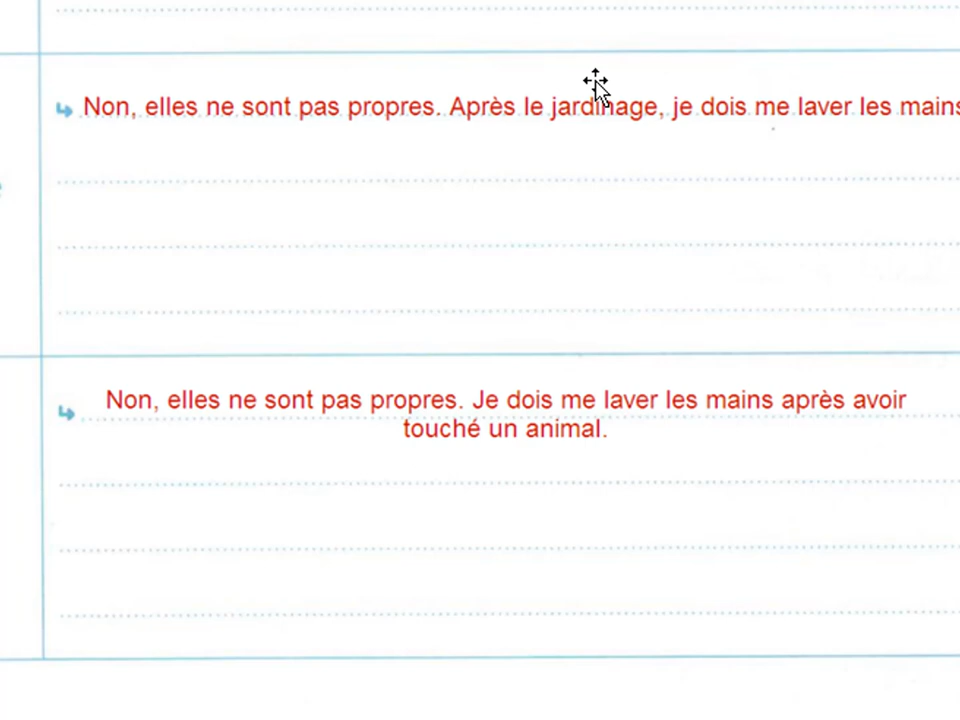 Non, elles ne sont pas propres. Après le jardinage, je dois me laver les mains
Non, elles ne sont pas propres. Je dois me laver les mains après avoir
touché un animal.